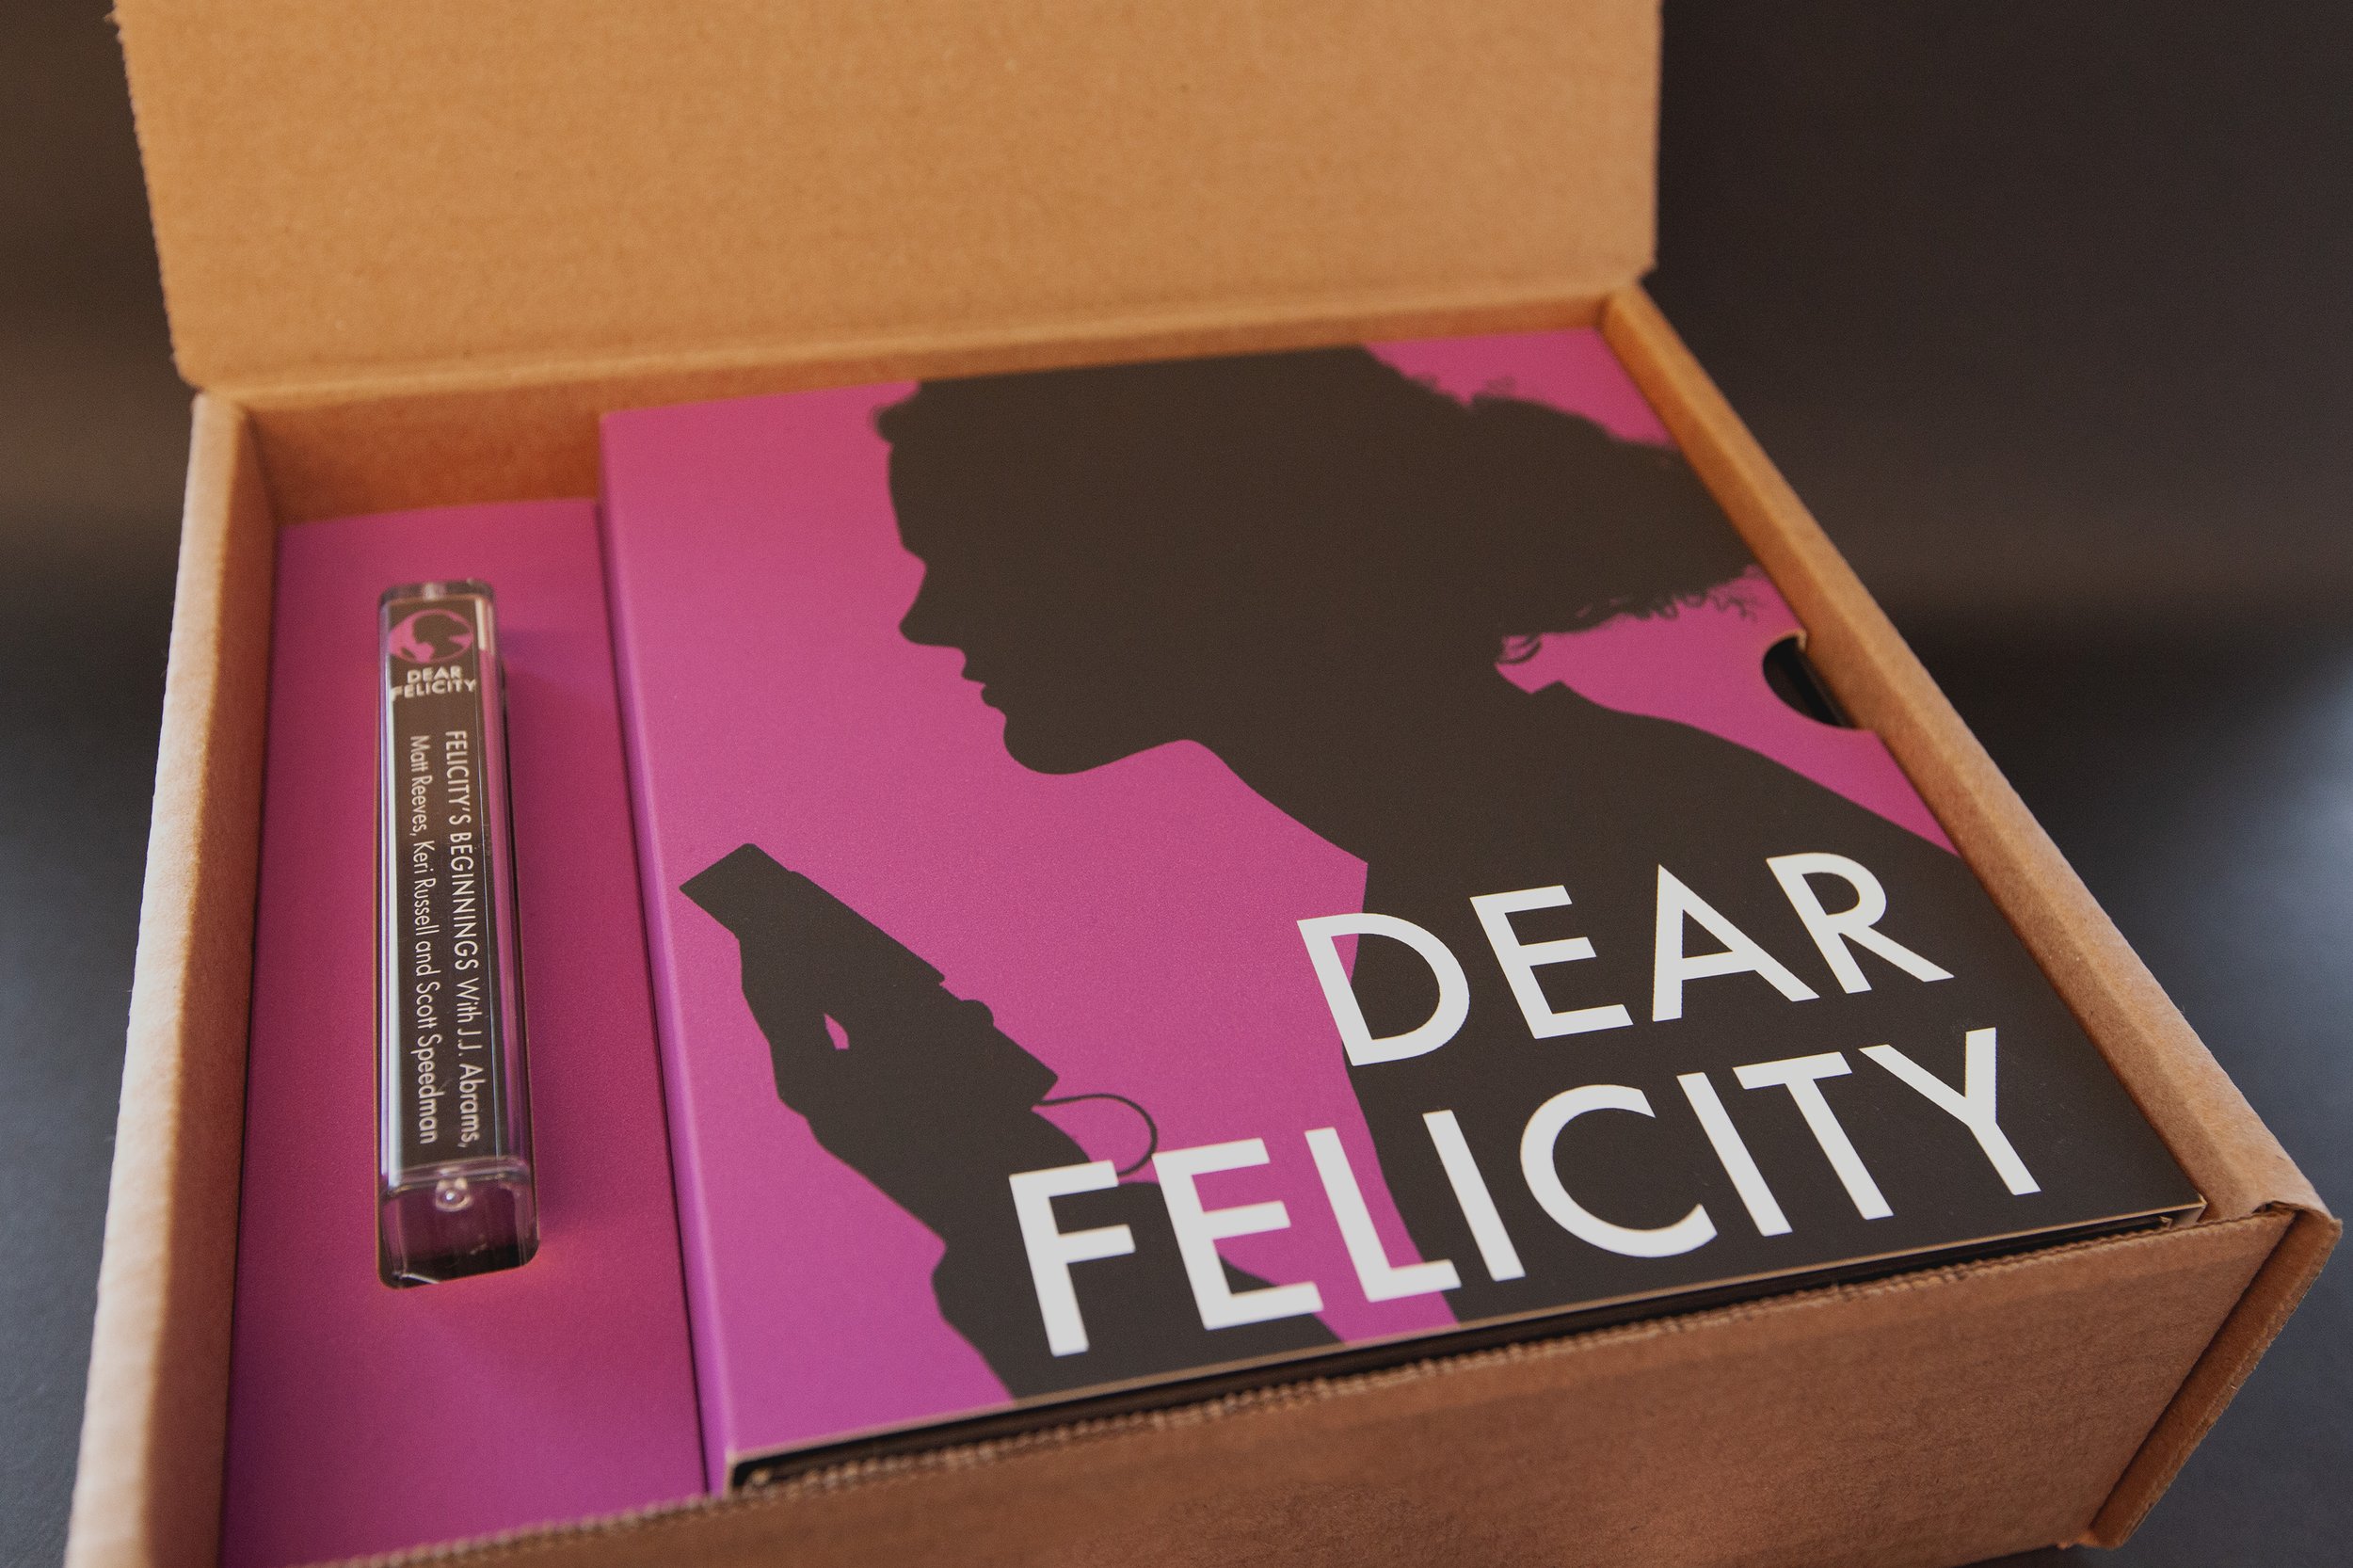 DEAR
FELICITY
FELICITY'S BEGINNINGS With J.J. Abrams,
Matt Reeves, Keri Russell and Scott Speedman
DEAR
FELICITY